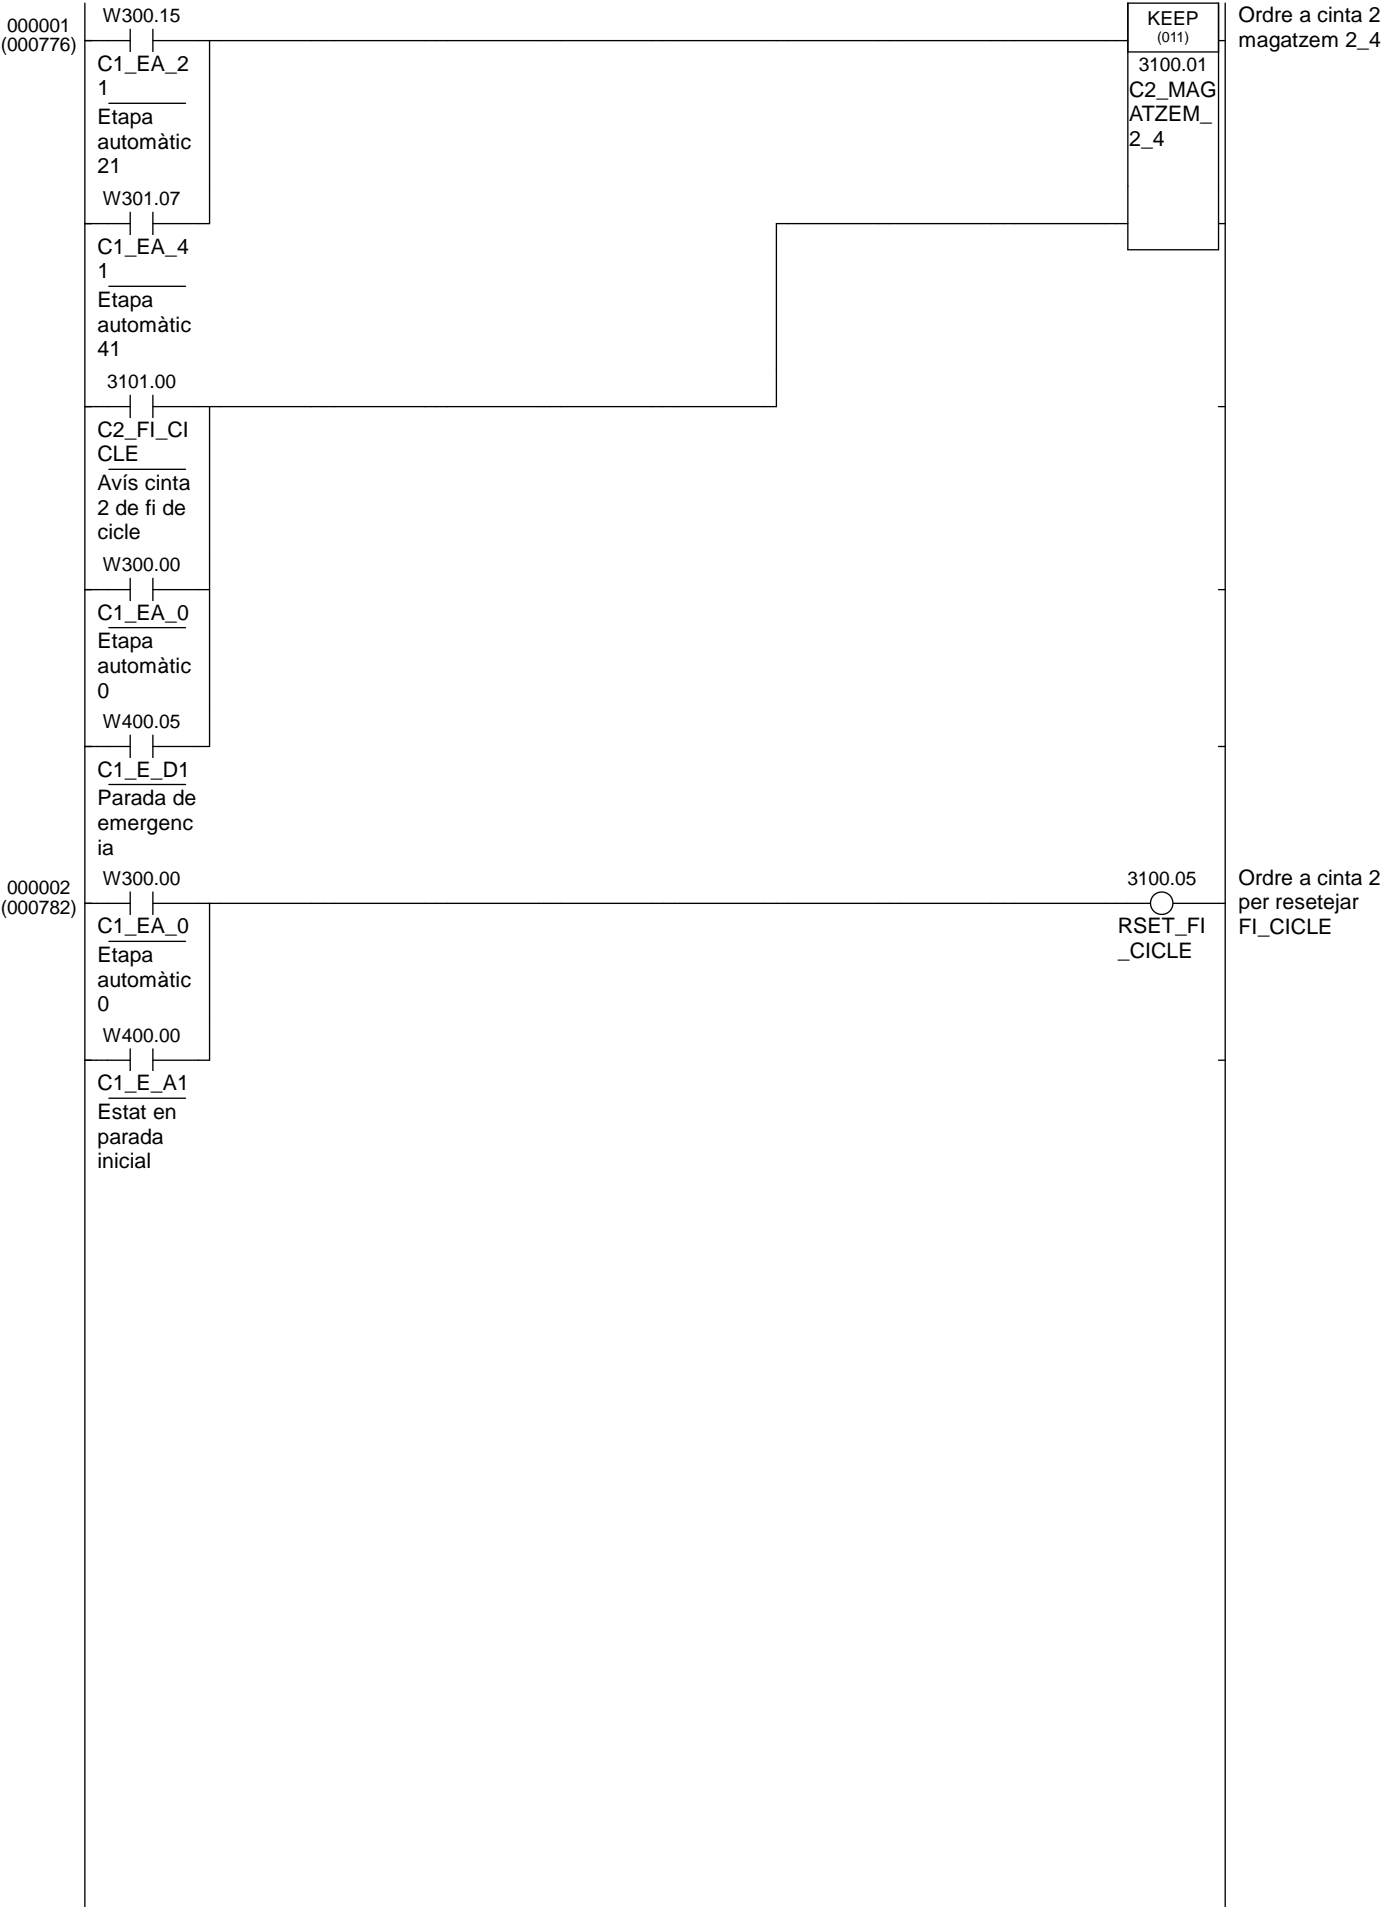 000001
(000776)
W300.15
C1_EA_2
1
Etapa
automàtic
21
W301.07
C1_EA_4
1
Etapa
automàtic
41
3101.00
C2_FI_CI
CLE
Avís cinta
2 de fi de
cicle
W300.00
C1_EA_0
Etapa
automàtic
0
W400.05
C1_E_D1
Parada de
emergenc
ia
KEEP
(011)
3100.01
C2_MAG
ATZEM_
2_4
Ordre a cinta 2
magatzem 2_4
000002
(000782)
W300.00
C1_EA_0
Etapa
automàtic
0
W400.00
C1_E_A1
Estat en
parada
inicial
3100.05
RSET_FI
_CICLE
Ordre a cinta 2
per resetejar
FI_CICLE